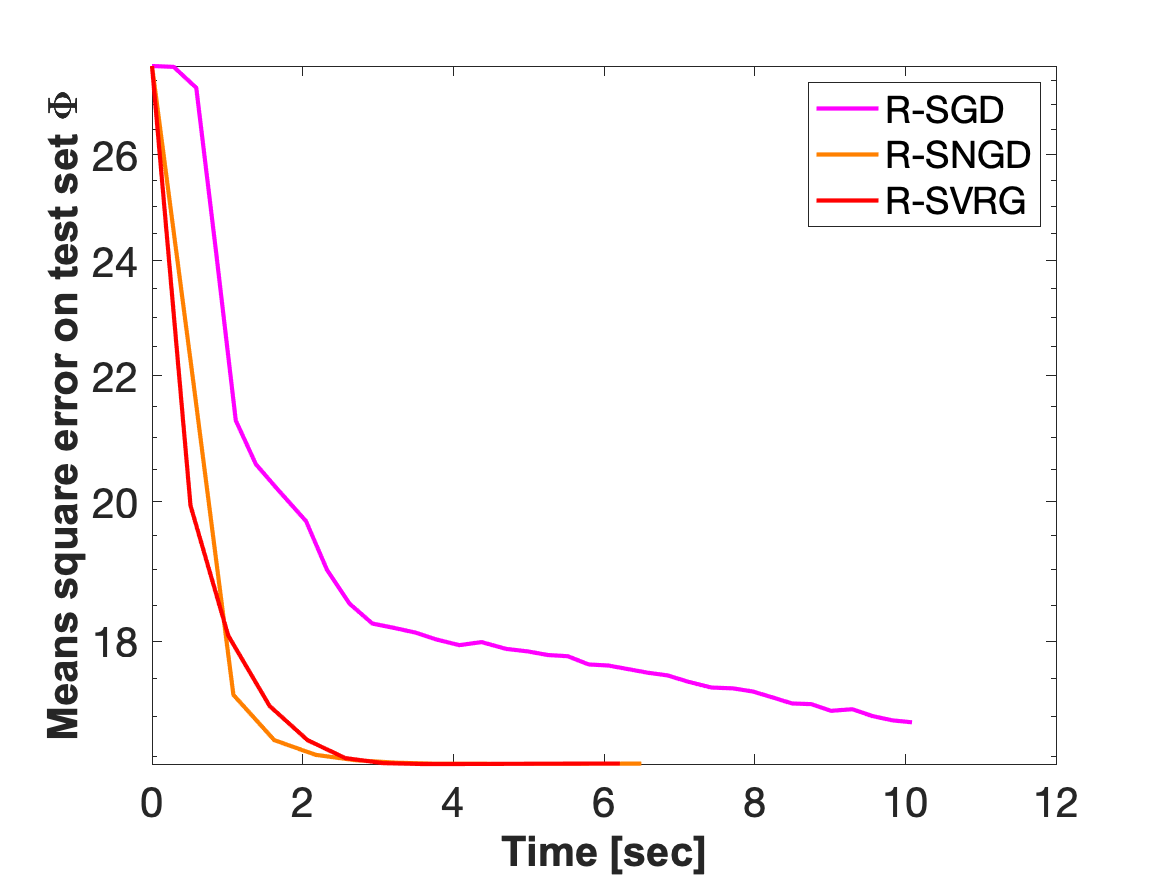 Means square error on test set Φ
26
24
22
20
18
R-SGD
R-SNGD
R-SVRG
0 2 4 6 8 10 12
Time [sec]